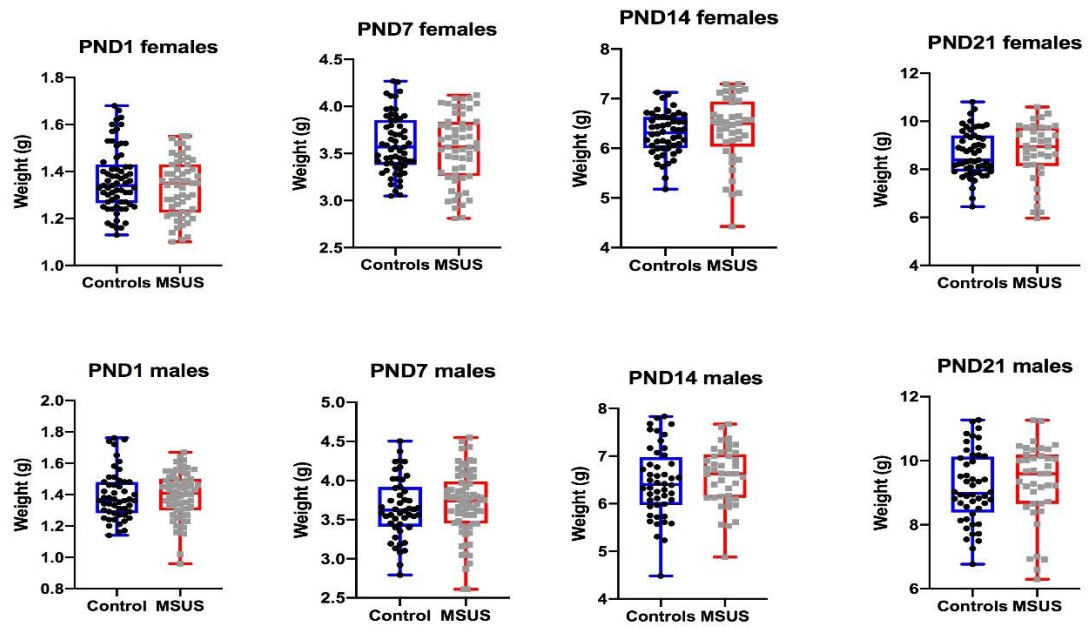 PND1 females
Weight (g)
1.8
1.6
1.4
1.2
1.0
Controls MSUS
PND7 females
Weight (g)
4.5
4.0
3.5
3.0
2.5
Controls MSUS
PND14 females
Weight (g)
8
7
6
5
4
Controls MSUS
PND21 females
Weight (g)
12
10
8
6
4
Controls MSUS
PND1 males
Weight (g)
2.0
1.8
1.6
1.4
1.2
1.0
0.8
Control MSUS
PND7 males
Weight (g)
5.0
4.5
4.0
3.5
3.0
2.5
Control MSUS
PND14 males
Weight (g)
8
7
6
5
4
Controls MSUS
PND21 males
Weight (g)
12
10
8
6
Controls MSUS